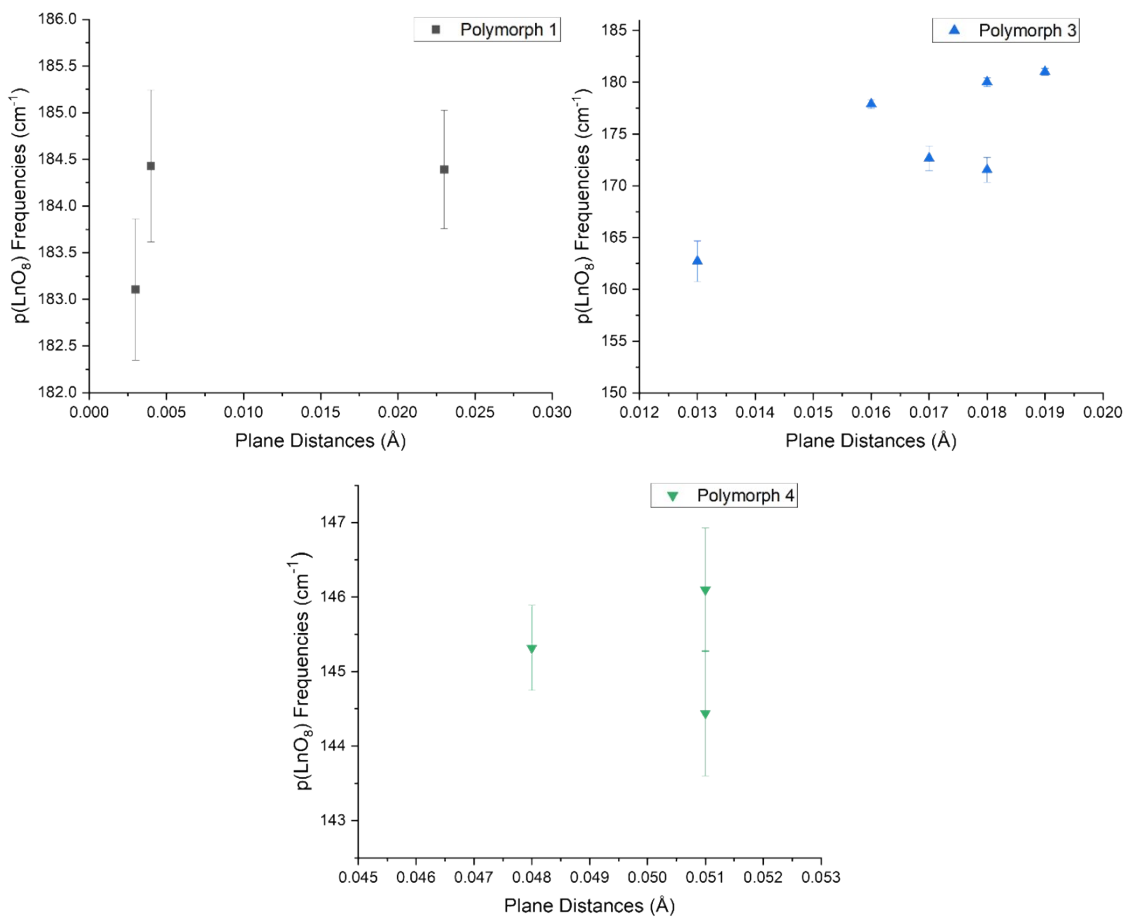 Polymorph 1
p(LnO₈) Frequencies (cm⁻¹)
186.0
185.5
185.0
184.5
184.0
183.5
183.0
182.5
182.0
0.000 0.005 0.010 0.015 0.020 0.025 0.030
Plane Distances (Å)
Polymorph 3
p(LnO₈) Frequencies (cm⁻¹)
185
180
175
170
165
160
155
150
0.012 0.013 0.014 0.015 0.016 0.017 0.018 0.019 0.020
Plane Distances (Å)
Polymorph 4
p(LnO₈) Frequencies (cm⁻¹)
147
146
145
144
143
0.045 0.046 0.047 0.048 0.049 0.050 0.051 0.052 0.053
Plane Distances (Å)